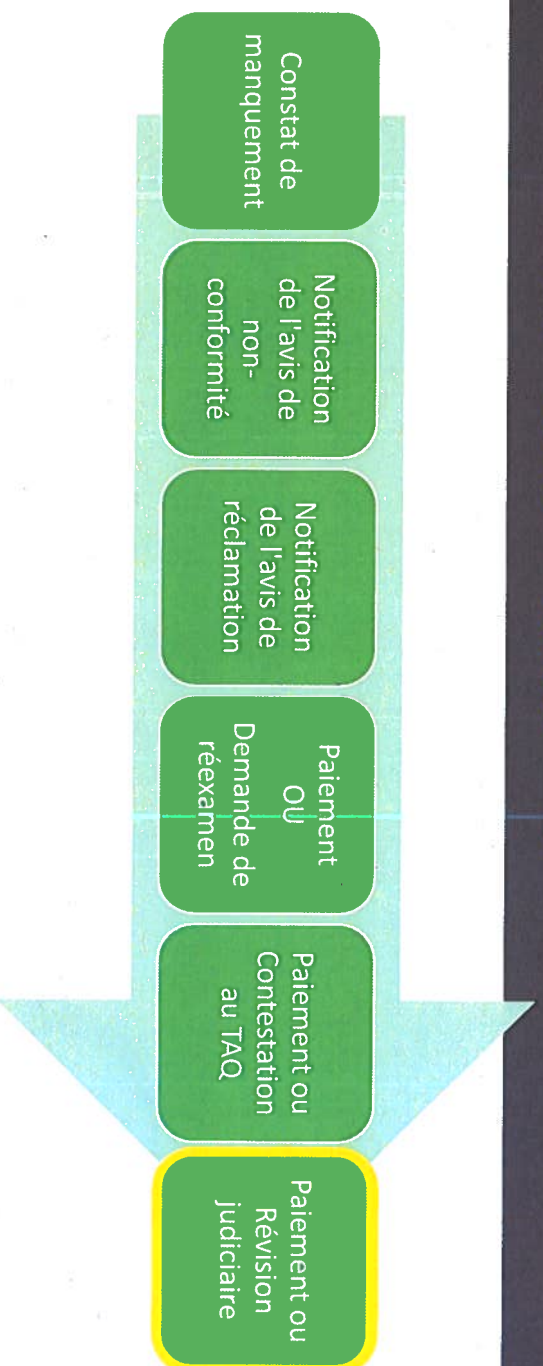 Constat de
manquement
Notification
de l'avis de
non-
conformité
Notification
de l'avis de
réclamation
Paiement
OU
Demande de
réexamen
Paiement ou
Contestation
au TAQ
Paiement ou
Révision
judiciaire